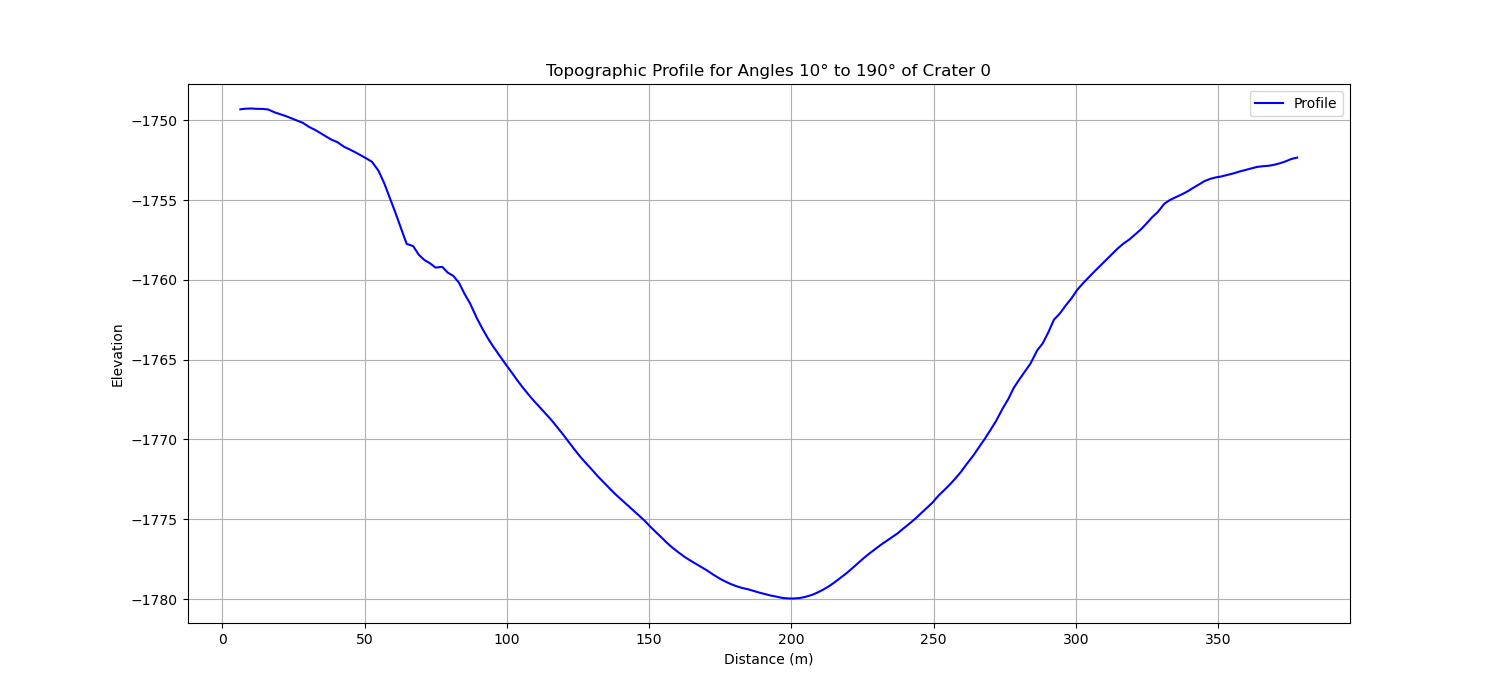 Topographic Profile for Angles 10° to 190° of Crater 0
Profile
−1750
−1755
−1760
−1765
−1770
−1775
−1780
Elevation
0 50 100 150 200 250 300 350
Distance (m)